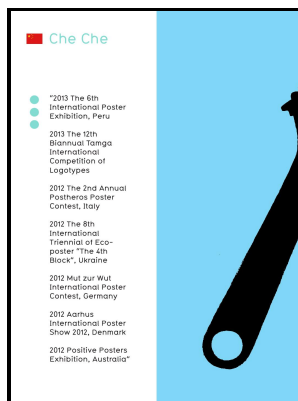 Che Che
"2013 The 6th
International Poster
Exhibition, Peru
2013 The 12th
Biannual Tamga
International
Competition of
Logotypes
2012 The 2nd Annual
Postheros Poster
Contest, Italy
2012 The 8th
International
Triennial of Eco-
poster "The 4th
Block", Ukraine
2012 Mut zur Wut
International Poster
Contest, Germany
2012 Aarhus
International Poster
Show 2012, Denmark
2012 Positive Posters
Exhibition, Australia"